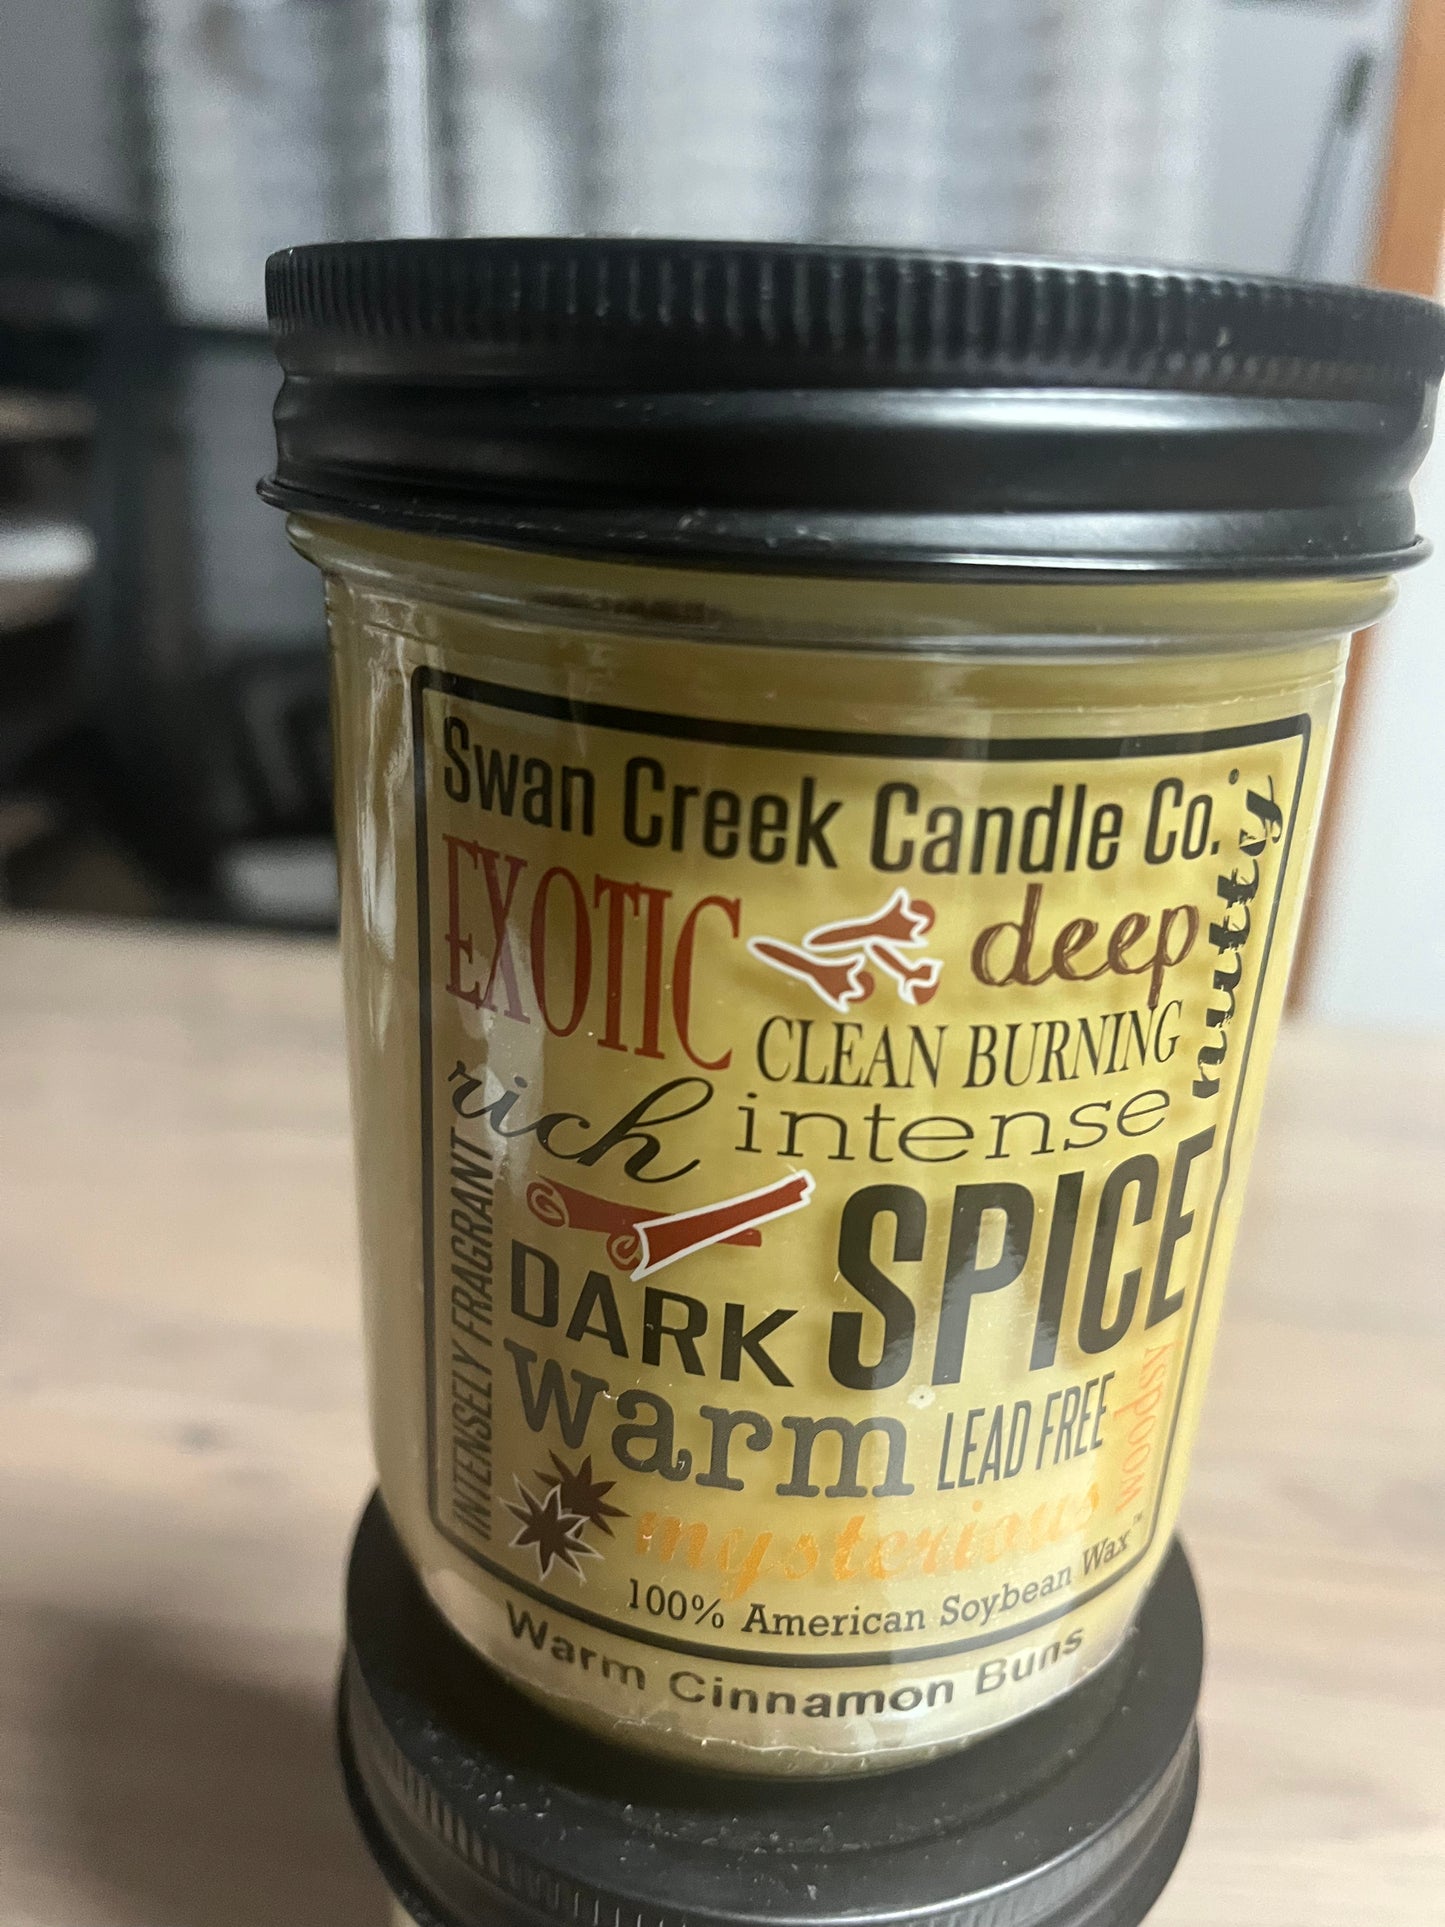 Swan Creek Candle Co.®
EXOTIC
deep
nutty
CLEAN BURNING
rich
intense
INTENSELY FRAGRANT
DARK
SPICE
warm
LEAD FREE
woodsy
mysterious
100% American Soybean Wax™
Warm Cinnamon Buns